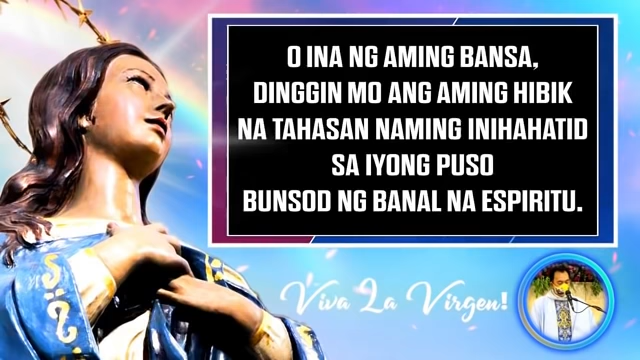 O INA NG AMING BANSA,
DINGGIN MO ANG AMING HIBIK
NA TAHASAN NAMING INIHAHATID
SA IYONG PUSO
BUNSOD NG BANAL NA ESPIRITU.
Viva La Virgen!